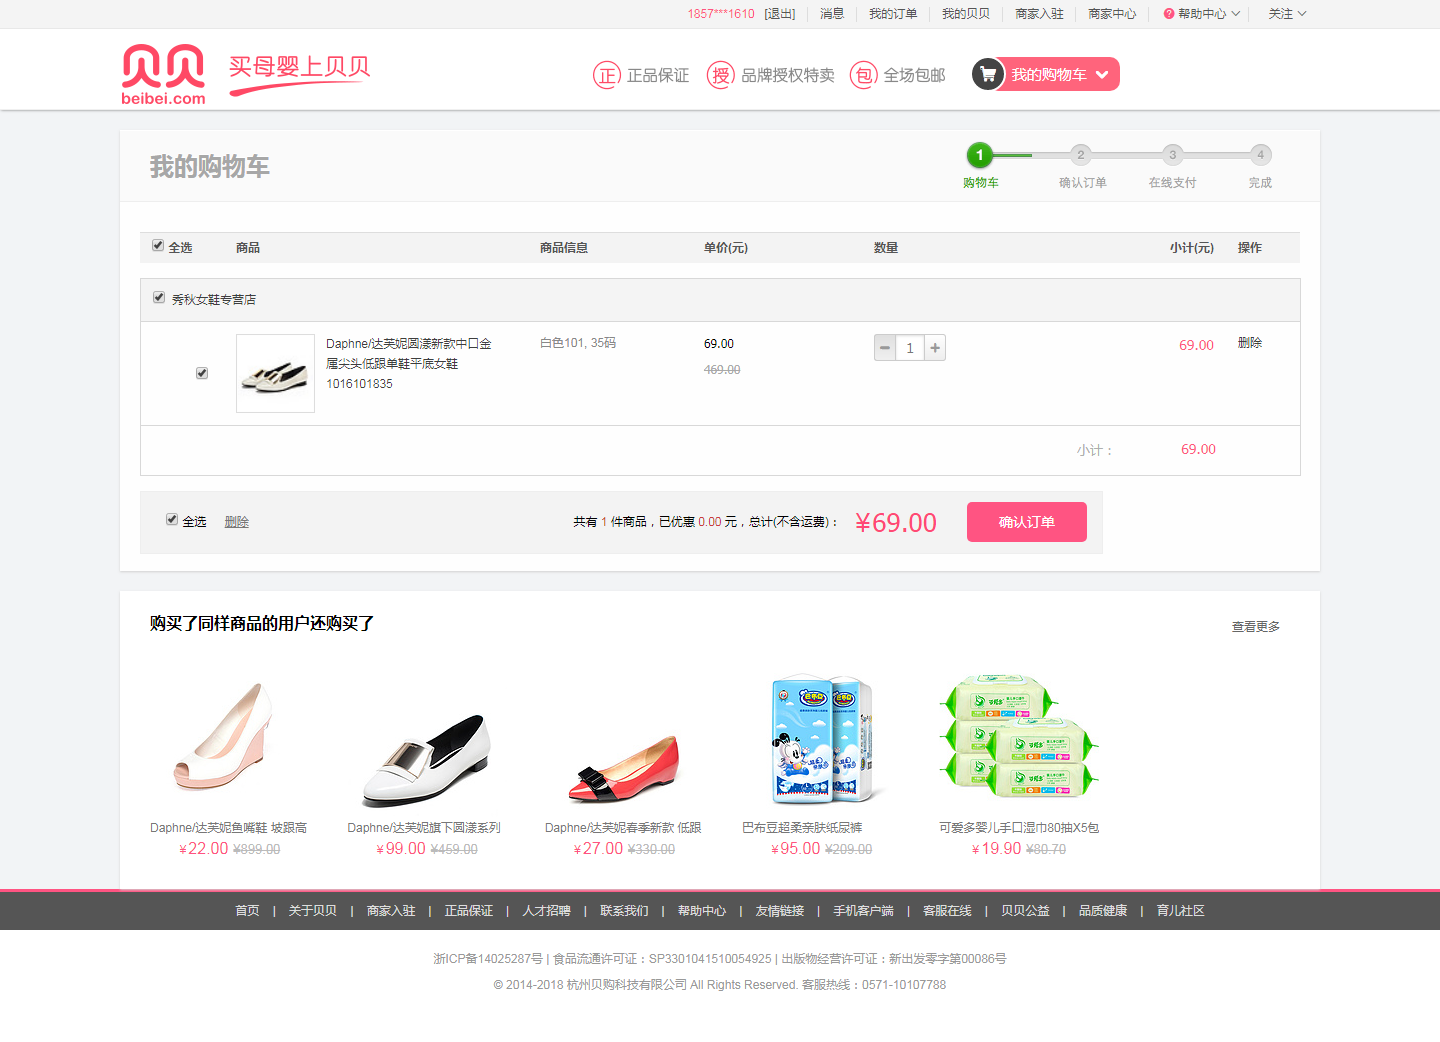 1857***1610 [退出] 消息 我的订单 我的贝贝 商家入驻 商家中心 ? 帮助中心 关注
贝贝 买母婴上贝贝
beibei.com
正 正品保证 授 品牌授权特卖 包 全场包邮 我的购物车
我的购物车
1 2 3 4
购物车 确认订单 在线支付 完成
全选 商品 商品信息 单价(元) 数量 小计(元) 操作
秀秋女鞋专营店
Daphne/达芙妮圆漾新款中口金 白色101, 35码 69.00 1 69.00 删除
属尖头低跟单鞋平底女鞋 469.00
1016101835
小计： 69.00
全选 删除 共有 1 件商品，已优惠 0.00 元，总计(不含运费)： ¥69.00 确认订单
购买了同样商品的用户还购买了 查看更多
Daphne/达芙妮鱼嘴鞋 坡跟高 Daphne/达芙妮旗下圆漾系列 Daphne/达芙妮春季新款 低跟 巴布豆超柔亲肤纸尿裤 可爱多婴儿手口湿巾80抽X5包
¥22.00 ¥899.00 ¥99.00 ¥459.00 ¥27.00 ¥330.00 ¥95.00 ¥209.00 ¥19.90 ¥80.70
首页 | 关于贝贝 | 商家入驻 | 正品保证 | 人才招聘 | 联系我们 | 帮助中心 | 友情链接 | 手机客户端 | 客服在线 | 贝贝公益 | 品质健康 | 育儿社区
浙ICP备14025287号 | 食品流通许可证：SP3301041510054925 | 出版物经营许可证：新出发零字第00086号
© 2014-2018 杭州贝购科技有限公司 All Rights Reserved. 客服热线：0571-10107788